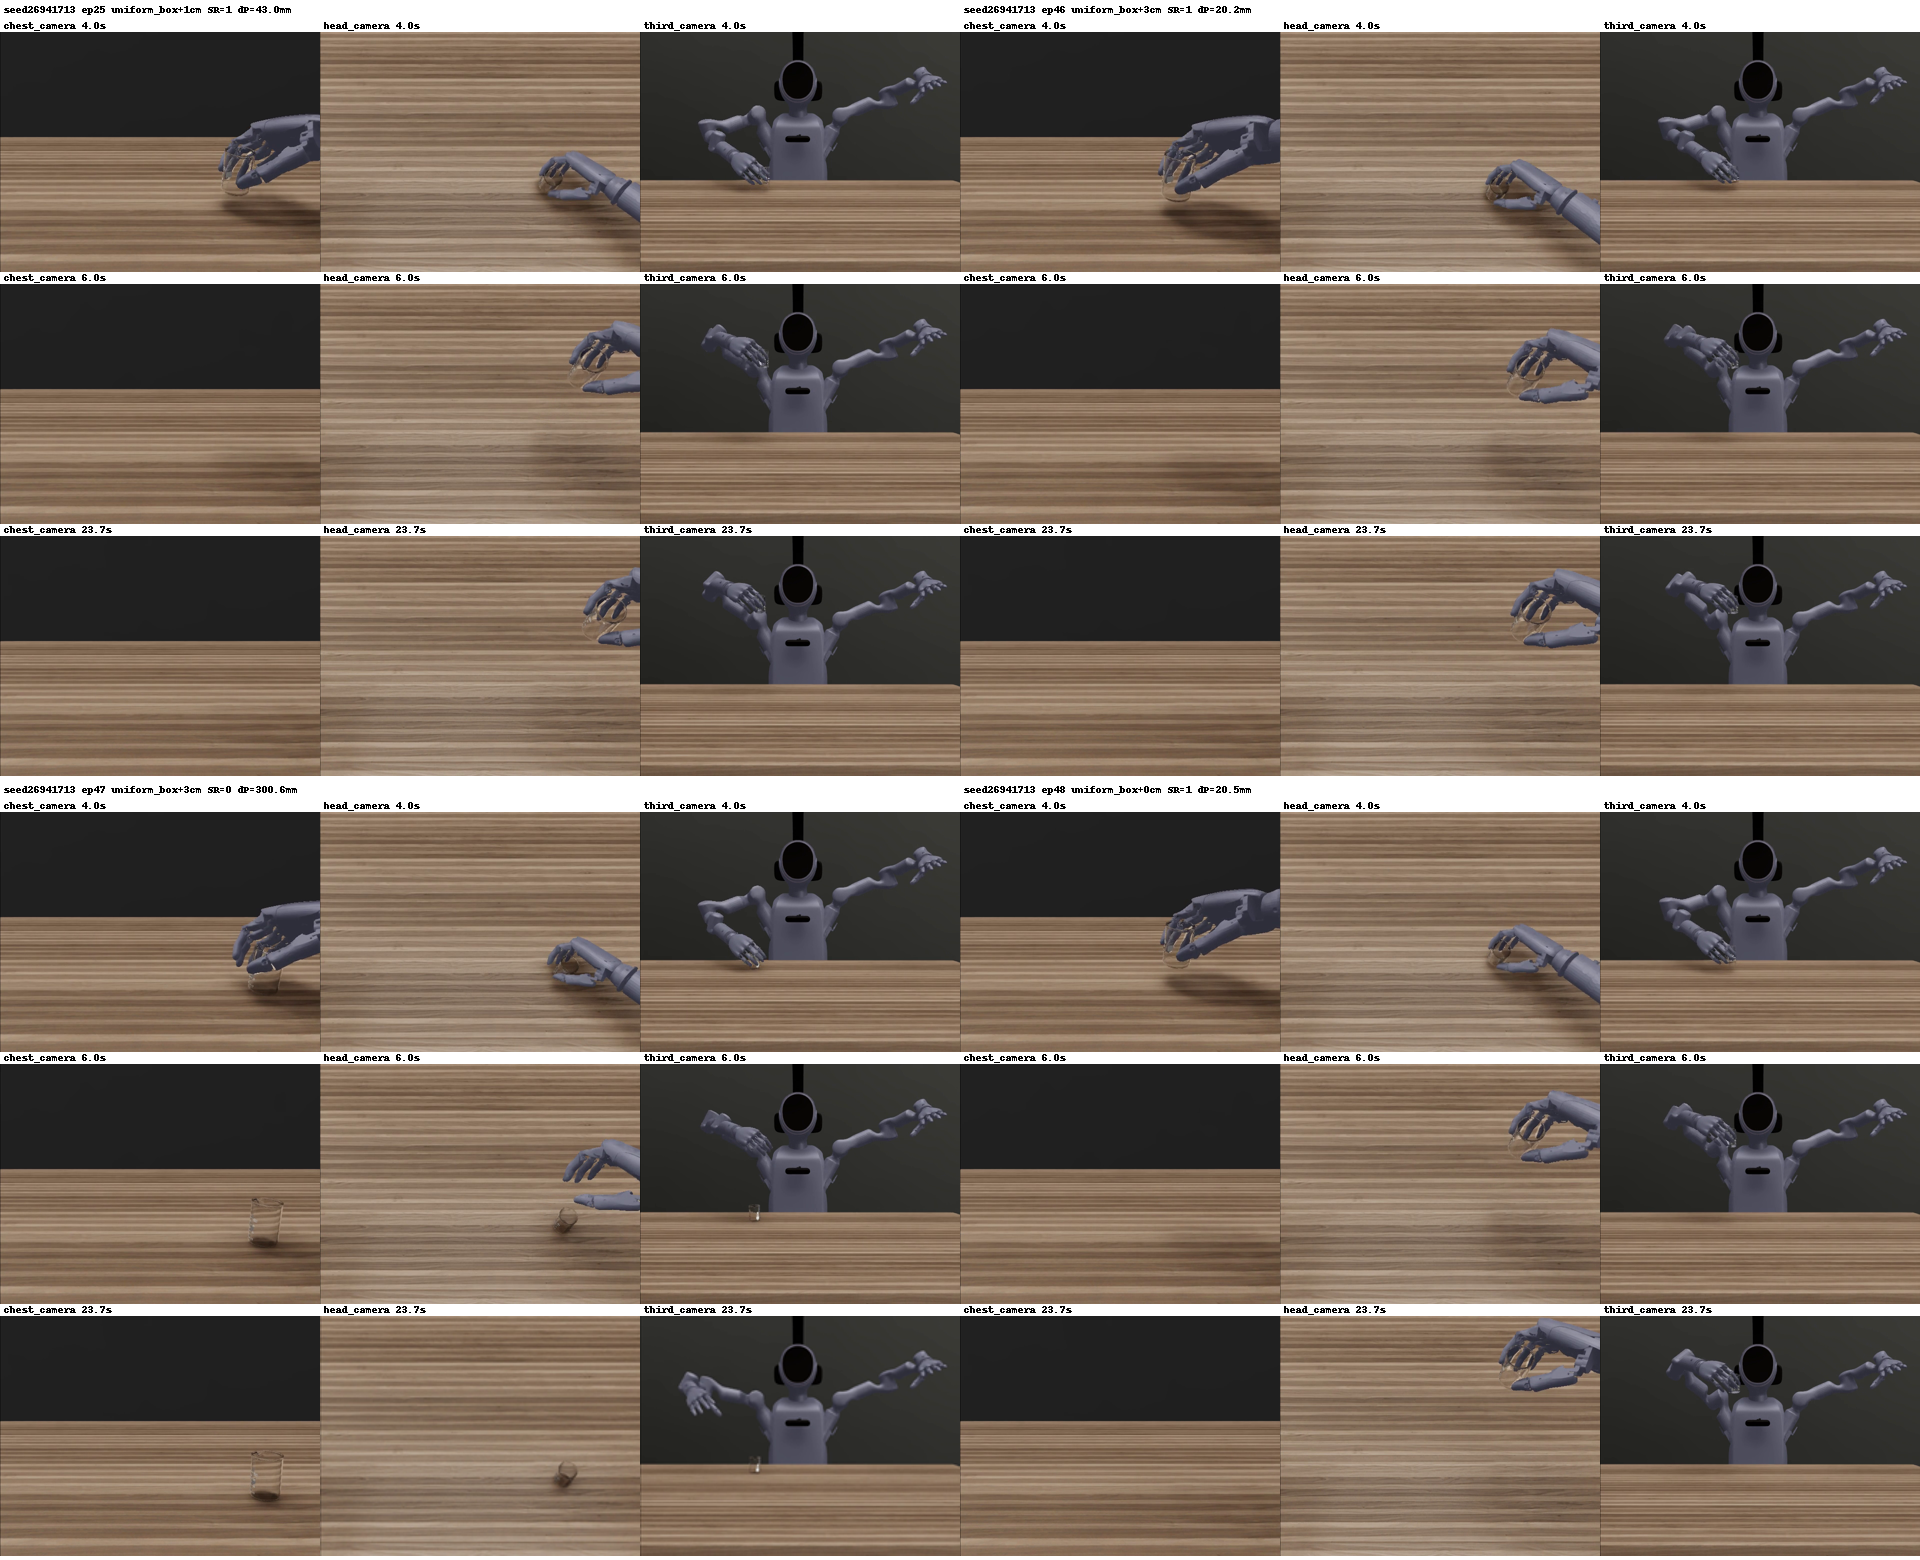 seed26941713 ep25 uniform_box+1cm SR=1 dP=43.0mm
seed26941713 ep46 uniform_box+3cm SR=1 dP=20.2mm
chest_camera 4.0s
head_camera 4.0s
third_camera 4.0s
chest_camera 4.0s
head_camera 4.0s
third_camera 4.0s
chest_camera 6.0s
head_camera 6.0s
third_camera 6.0s
chest_camera 6.0s
head_camera 6.0s
third_camera 6.0s
chest_camera 23.7s
head_camera 23.7s
third_camera 23.7s
chest_camera 23.7s
head_camera 23.7s
third_camera 23.7s
seed26941713 ep47 uniform_box+3cm SR=0 dP=300.6mm
seed26941713 ep48 uniform_box+0cm SR=1 dP=20.5mm
chest_camera 4.0s
head_camera 4.0s
third_camera 4.0s
chest_camera 4.0s
head_camera 4.0s
third_camera 4.0s
chest_camera 6.0s
head_camera 6.0s
third_camera 6.0s
chest_camera 6.0s
head_camera 6.0s
third_camera 6.0s
chest_camera 23.7s
head_camera 23.7s
third_camera 23.7s
chest_camera 23.7s
head_camera 23.7s
third_camera 23.7s